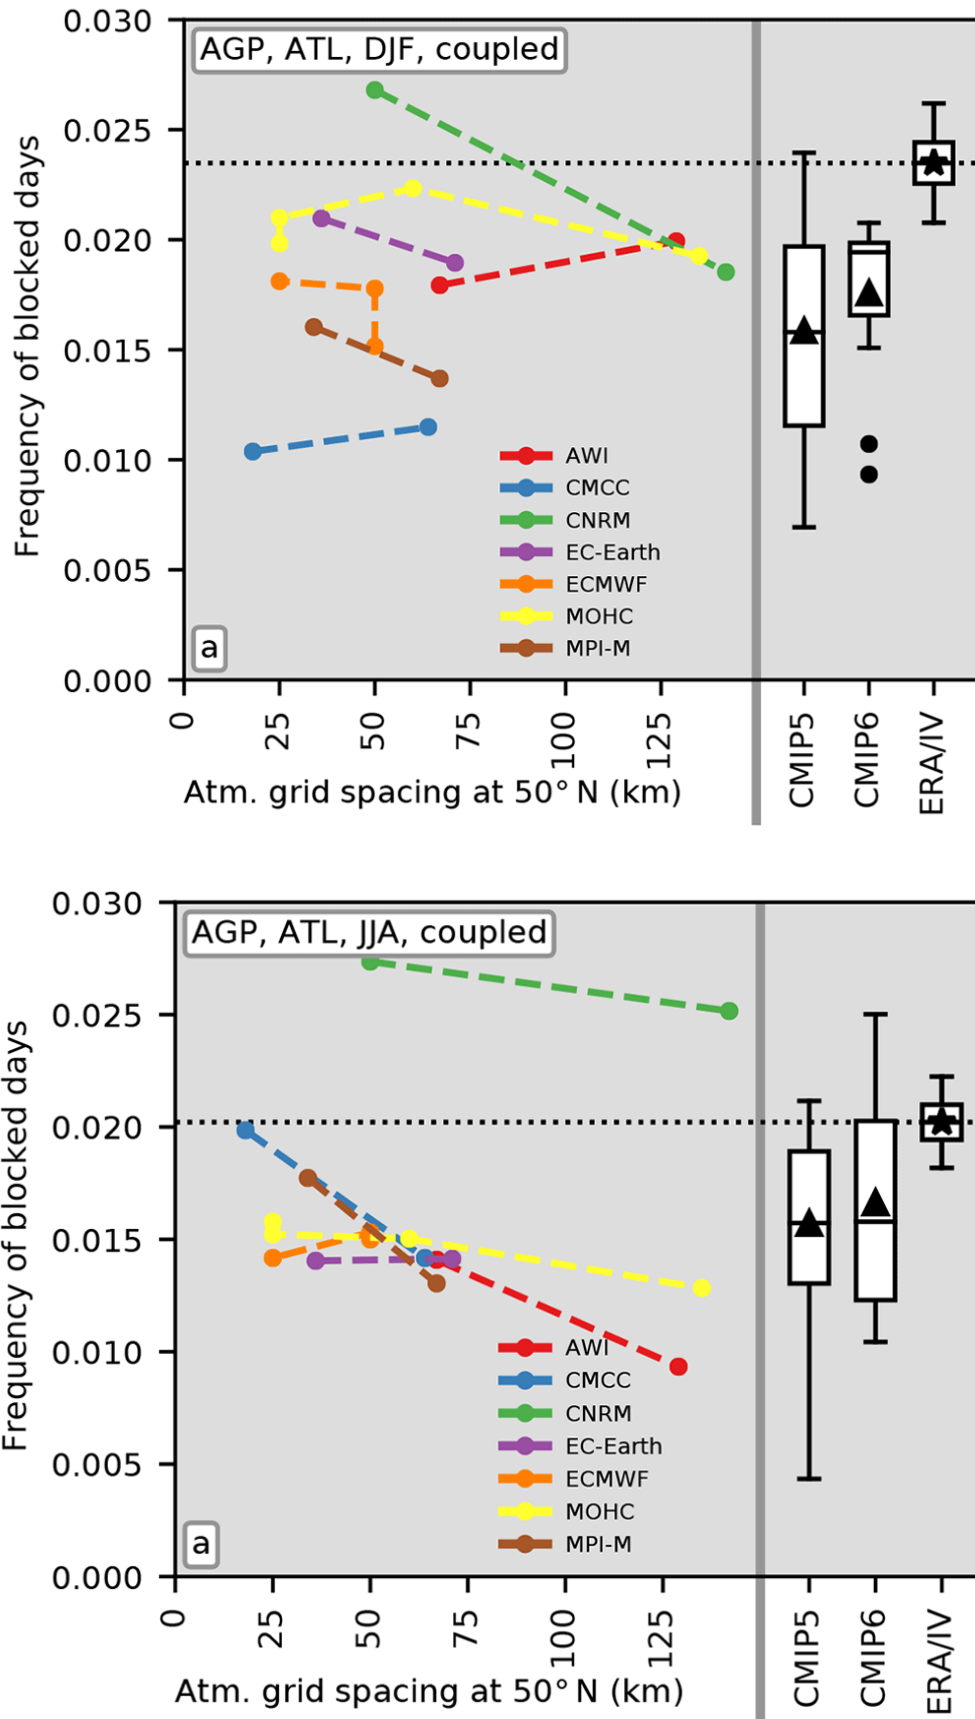 AGP, ATL, DJF, coupled
Frequency of blocked days
0.030
0.025
0.020
0.015
0.010
0.005
0.000
AWI
CMCC
CNRM
EC-Earth
ECMWF
MOHC
MPI-M
a
0 25 50 75 100 125 CMIP5 CMIP6 ERA/IV
Atm. grid spacing at 50° N (km)
AGP, ATL, JJA, coupled
Frequency of blocked days
0.030
0.025
0.020
0.015
0.010
0.005
0.000
AWI
CMCC
CNRM
EC-Earth
ECMWF
MOHC
MPI-M
a
0 25 50 75 100 125 CMIP5 CMIP6 ERA/IV
Atm. grid spacing at 50° N (km)